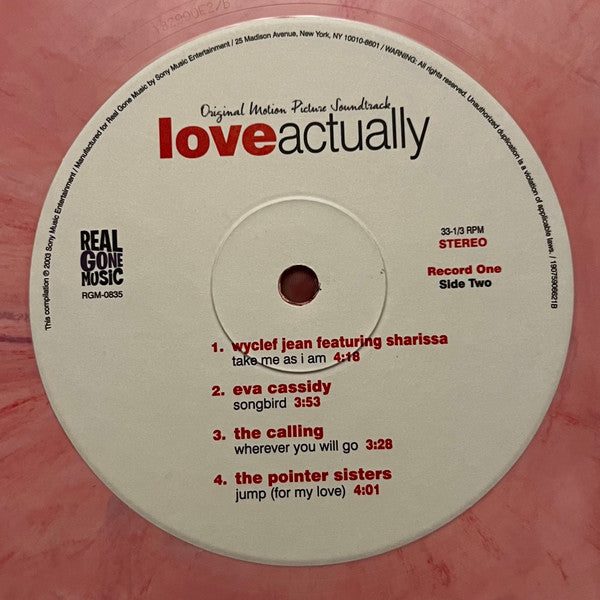 This compilation ℗ 2003 Sony Music Entertainment / Manufactured for Real Gone Music by Sony Music Entertainment / 25 Madison Avenue, New York, NY 10010-8601 / WARNING: All rights reserved. Unauthorized duplication is a violation of applicable laws. / 19075906621B
Original Motion Picture Soundtrack
loveactually
REAL
GONE
MUSIC
RGM-0835
33-1/3 RPM
STEREO
Record One
Side Two
1. wyclef jean featuring sharissa
take me as i am 4:18
2. eva cassidy
songbird 3:53
3. the calling
wherever you will go 3:28
4. the pointer sisters
jump (for my love) 4:01